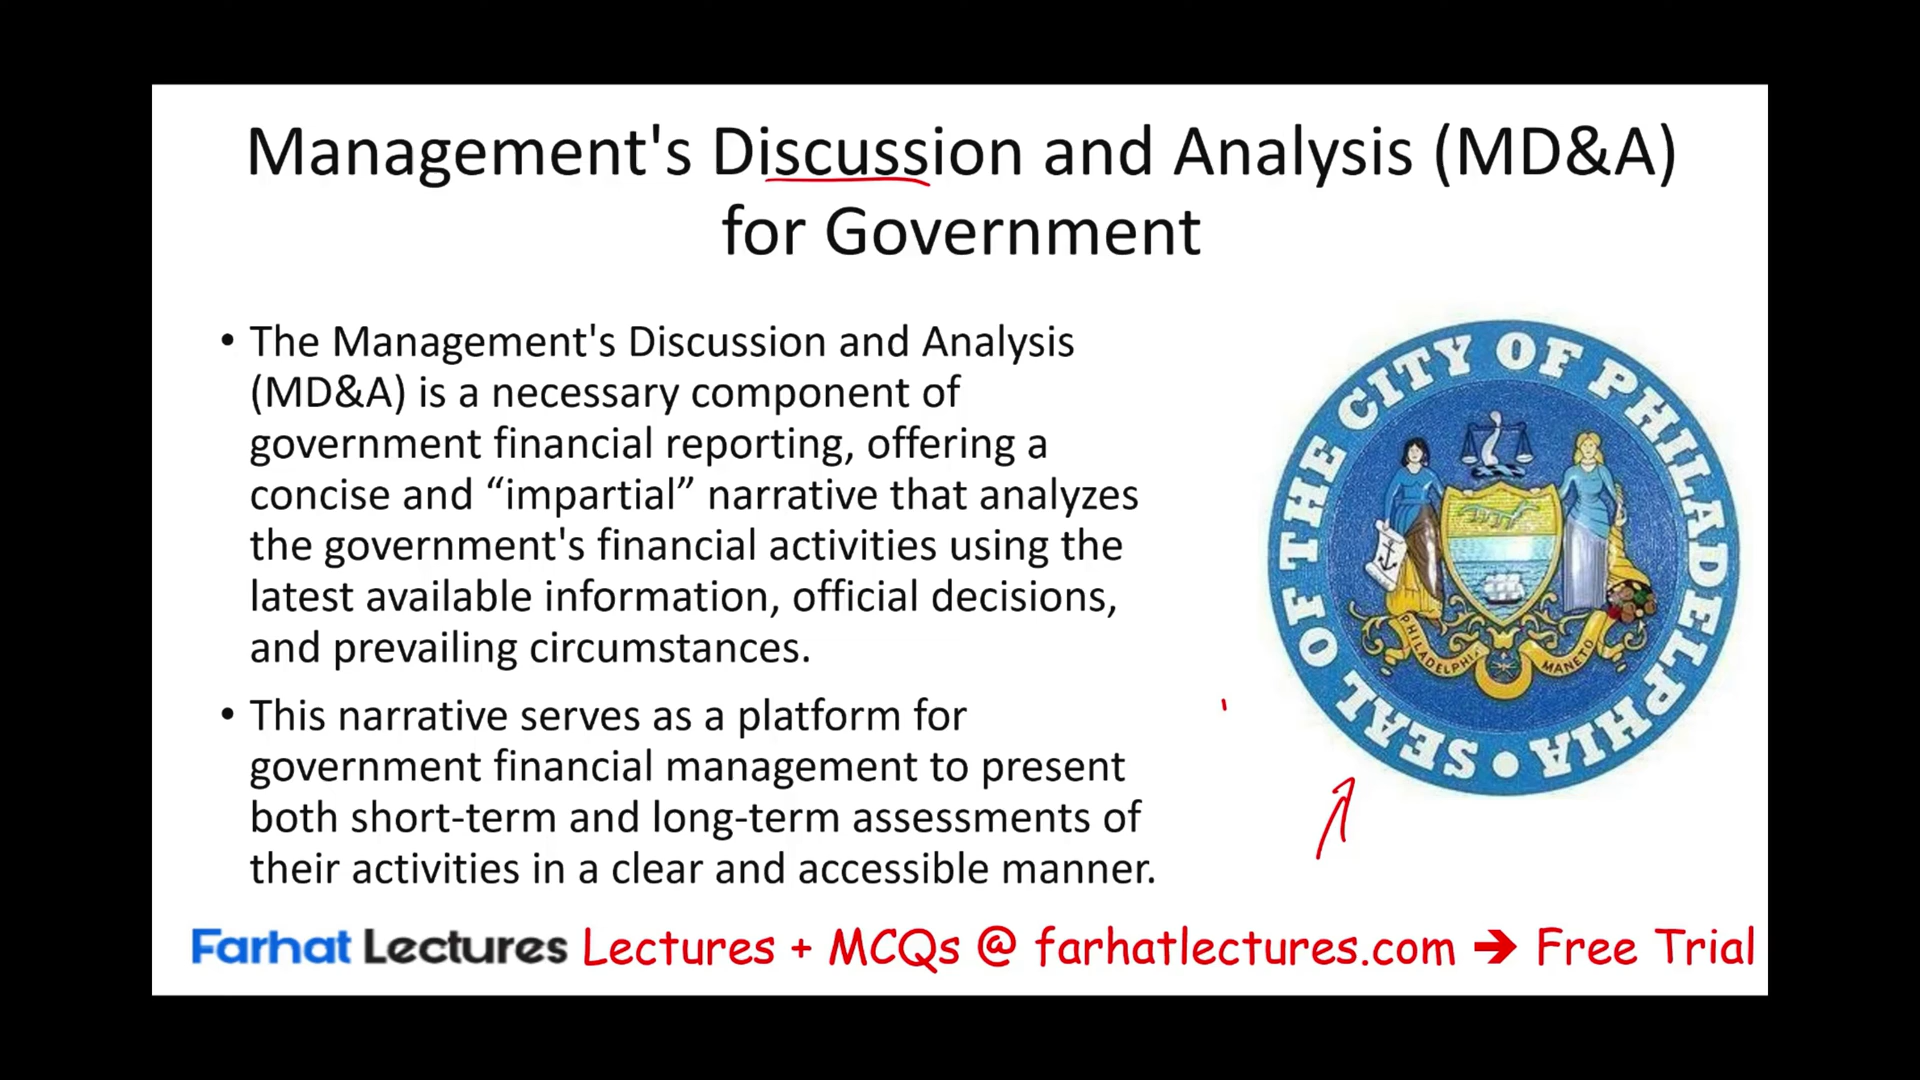 Management's Discussion and Analysis (MD&A)
for Government
• The Management's Discussion and Analysis
(MD&A) is a necessary component of
government financial reporting, offering a
concise and “impartial” narrative that analyzes
the government's financial activities using the
latest available information, official decisions,
and prevailing circumstances.
• This narrative serves as a platform for
government financial management to present
both short-term and long-term assessments of
their activities in a clear and accessible manner.
SEAL OF THE CITY OF PHILADELPHIA •
PHILADELPHIA MANETO
Farhat Lectures Lectures + MCQs @ farhatlectures.com ➔ Free Trial